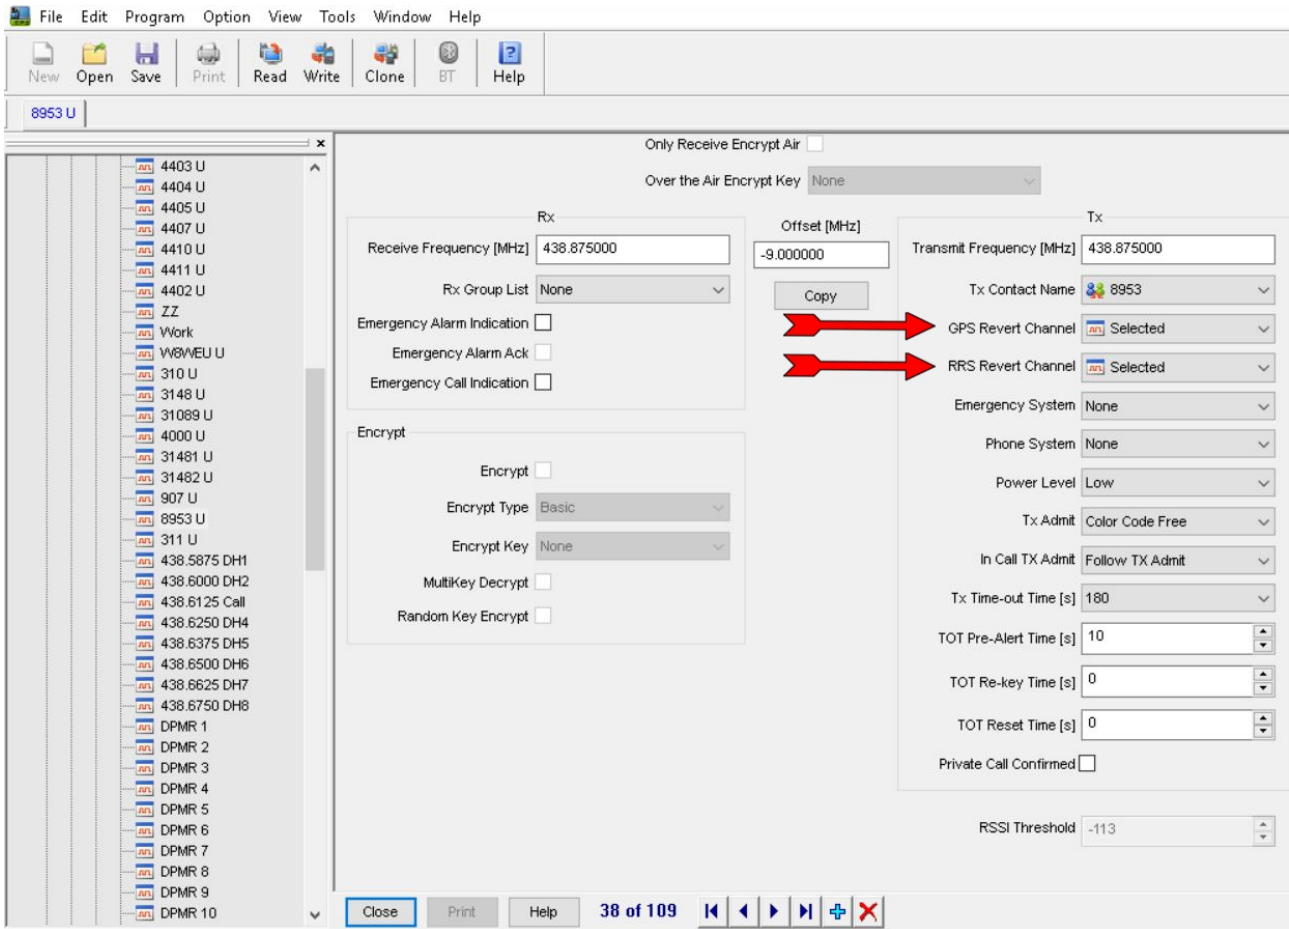 File Edit Program Option View Tools Window Help
New Open Save Print Read Write Clone BT Help
8953 U
4403 U
4404 U
4405 U
4407 U
4410 U
4411 U
4402 U
ZZ
Work
W8WEU U
310 U
3148 U
31089 U
4000 U
31481 U
31482 U
907 U
8953 U
311 U
438.5875 DH1
438.6000 DH2
438.6125 Call
438.6250 DH4
438.6375 DH5
438.6500 DH6
438.6625 DH7
438.6750 DH8
DPMR 1
DPMR 2
DPMR 3
DPMR 4
DPMR 5
DPMR 6
DPMR 7
DPMR 8
DPMR 9
DPMR 10
Only Receive Encrypt Air
Over the Air Encrypt Key None
Rx
Receive Frequency [MHz] 438.875000
Rx Group List None
Emergency Alarm Indication
Emergency Alarm Ack
Emergency Call Indication
Encrypt
Encrypt
Encrypt Type Basic
Encrypt Key None
MultiKey Decrypt
Random Key Encrypt
Offset [MHz]
-9.000000
Copy
Tx
Transmit Frequency [MHz] 438.875000
Tx Contact Name 8953
GPS Revert Channel Selected
RRS Revert Channel Selected
Emergency System None
Phone System None
Power Level Low
Tx Admit Color Code Free
In Call TX Admit Follow TX Admit
Tx Time-out Time [s] 180
TOT Pre-Alert Time [s] 10
TOT Re-key Time [s] 0
TOT Reset Time [s] 0
Private Call Confirmed
RSSI Threshold -113
Close Print Help 38 of 109